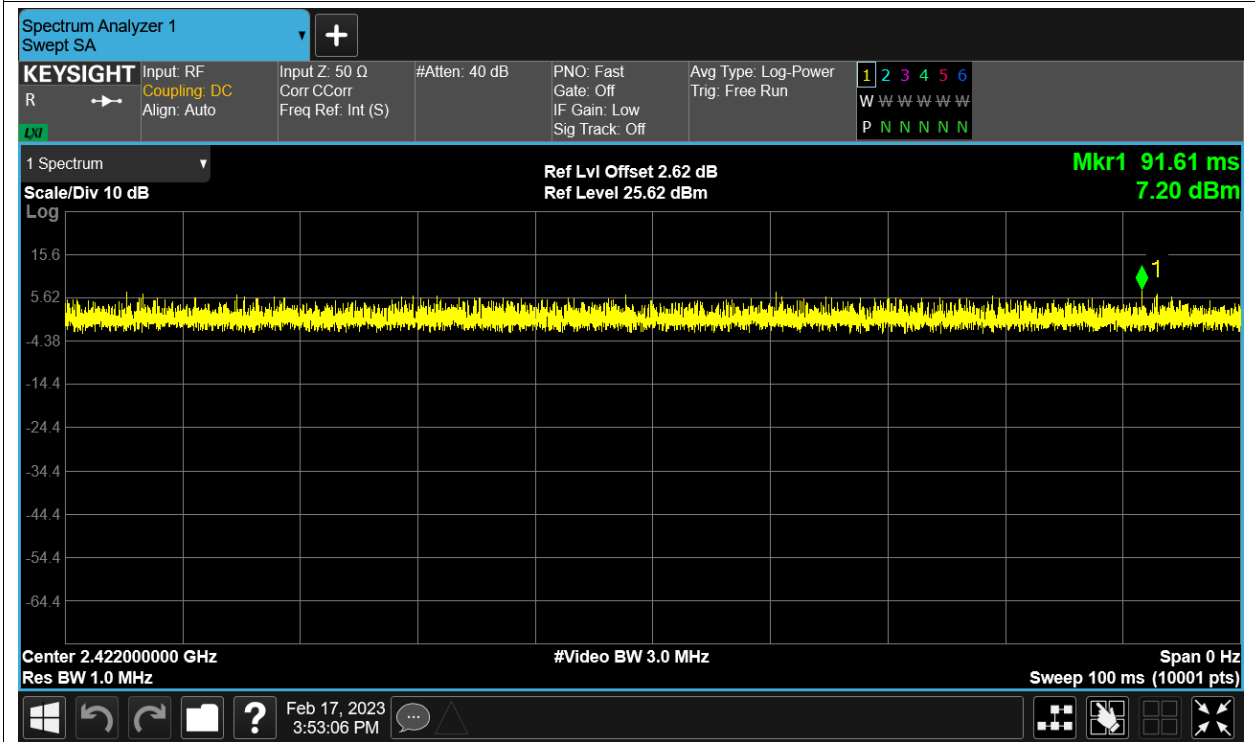 Spectrum Analyzer 1
Swept SA
+
KEYSIGHT
R
LXI
Input: RF
Coupling: DC
Align: Auto
Input Z: 50 Ω
Corr CCorr
Freq Ref: Int (S)
#Atten: 40 dB
PNO: Fast
Gate: Off
IF Gain: Low
Sig Track: Off
Avg Type: Log-Power
Trig: Free Run
1 2 3 4 5 6
W W W W W W
P N N N N N
1 Spectrum
Scale/Div 10 dB
Ref Lvl Offset 2.62 dB
Ref Level 25.62 dBm
Mkr1 91.61 ms
7.20 dBm
Log
15.6
5.62
-4.38
-14.4
-24.4
-34.4
-44.4
-54.4
-64.4
1
Center 2.422000000 GHz
Res BW 1.0 MHz
#Video BW 3.0 MHz
Span 0 Hz
Sweep 100 ms (10001 pts)
?
Feb 17, 2023
3:53:06 PM